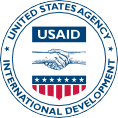 UNITED STATES AGENCY
USAID
INTERNATIONAL DEVELOPMENT